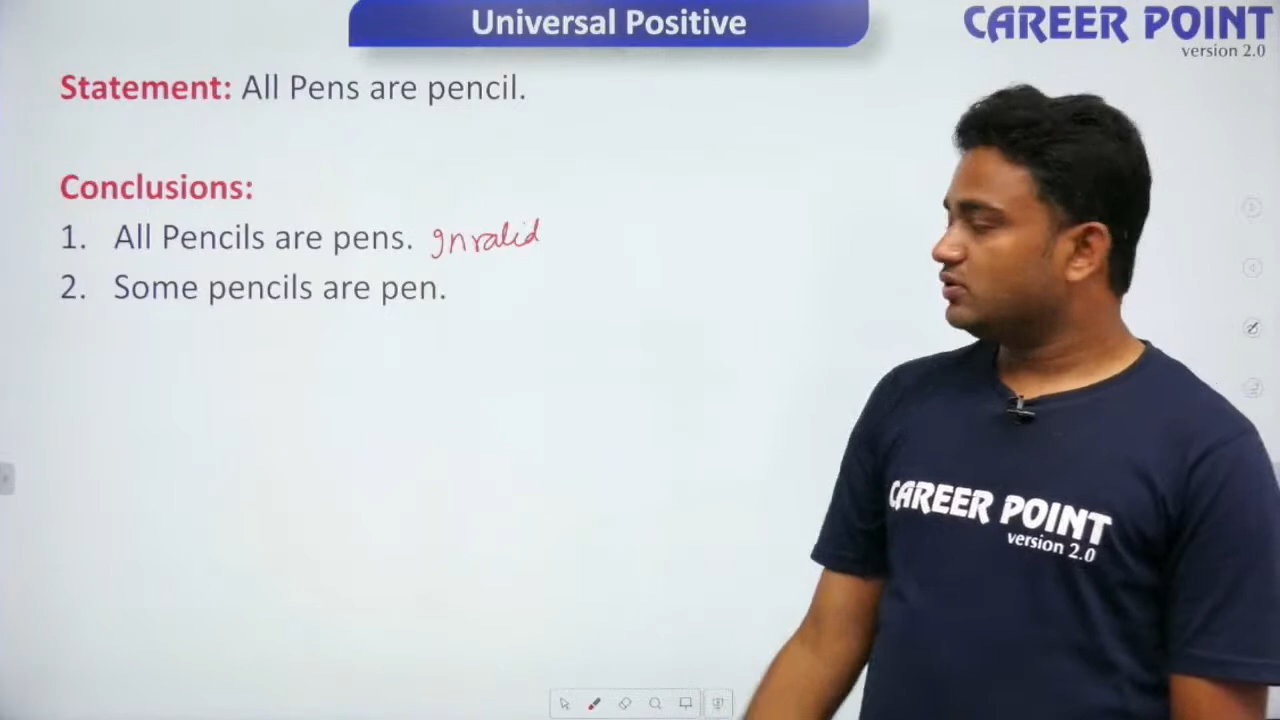 Universal Positive
CAREER POINT
version 2.0
Statement: All Pens are pencil.
Conclusions:
1. All Pencils are pens. Invalid
2. Some pencils are pen.
CAREER POINT
version 2.0